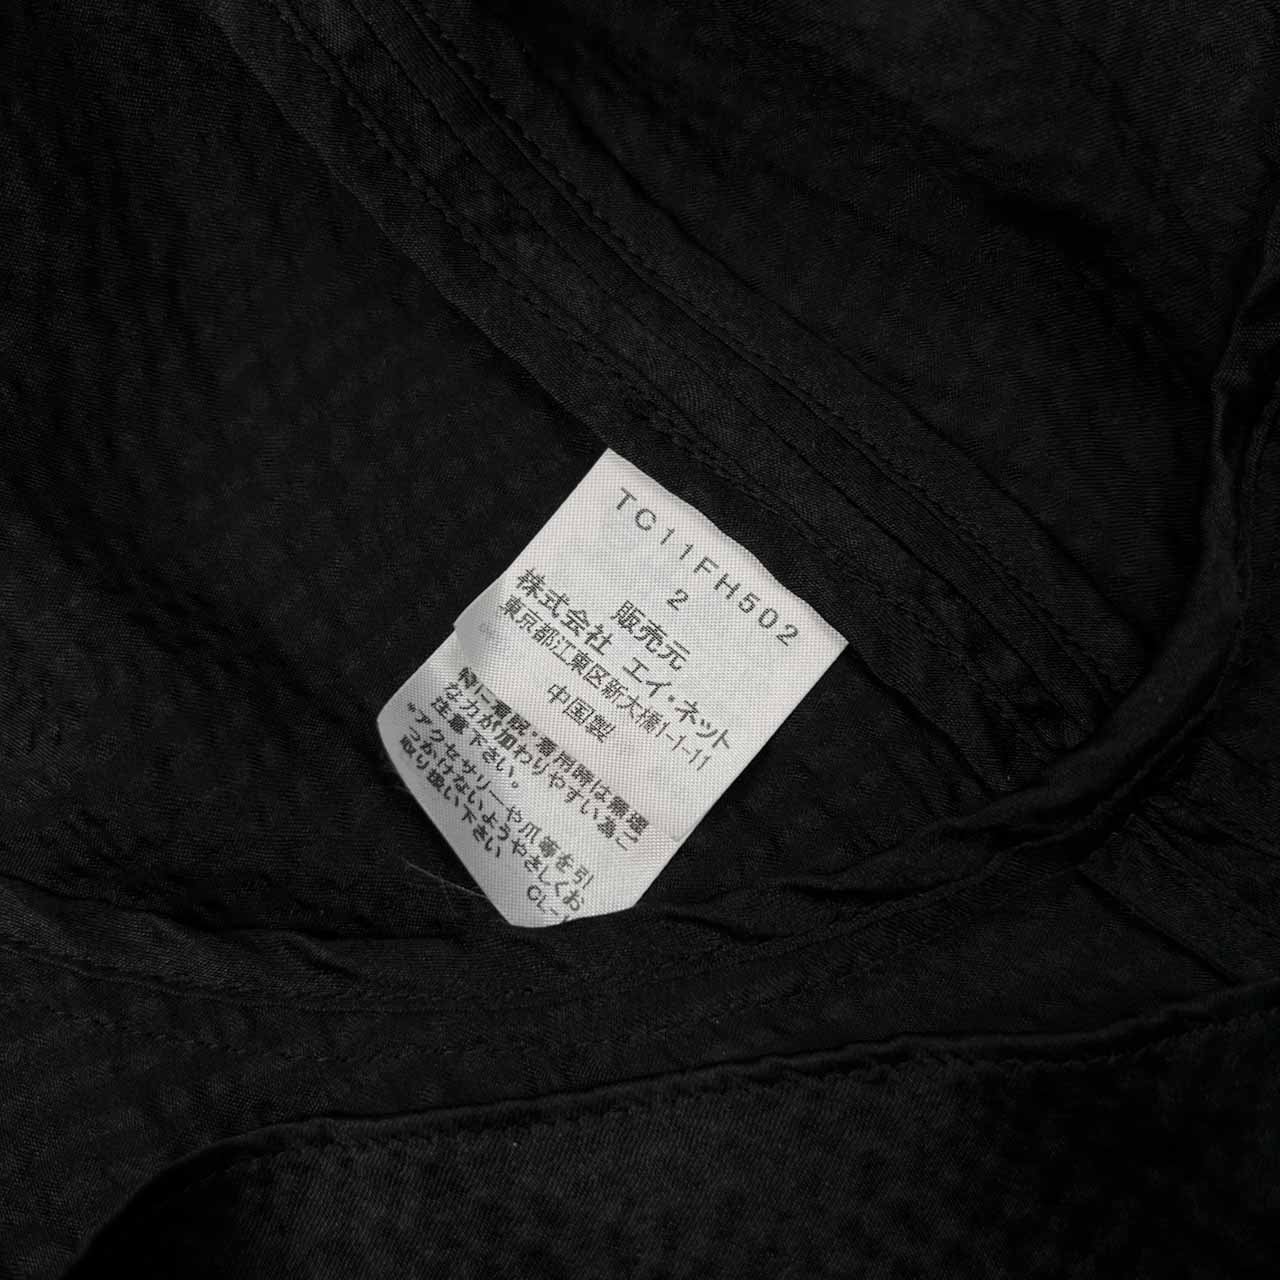 TC11FH502
2
販売元
株式会社 エイ・ネット
東京都江東区新大橋1-1-11
中国製
特に着脱・着用時は無理
な力が加わりやすい為ご
注意下さい。
*アクセサリーや爪等を引
っかけないようやさしくお
取り扱い下さい
CL-